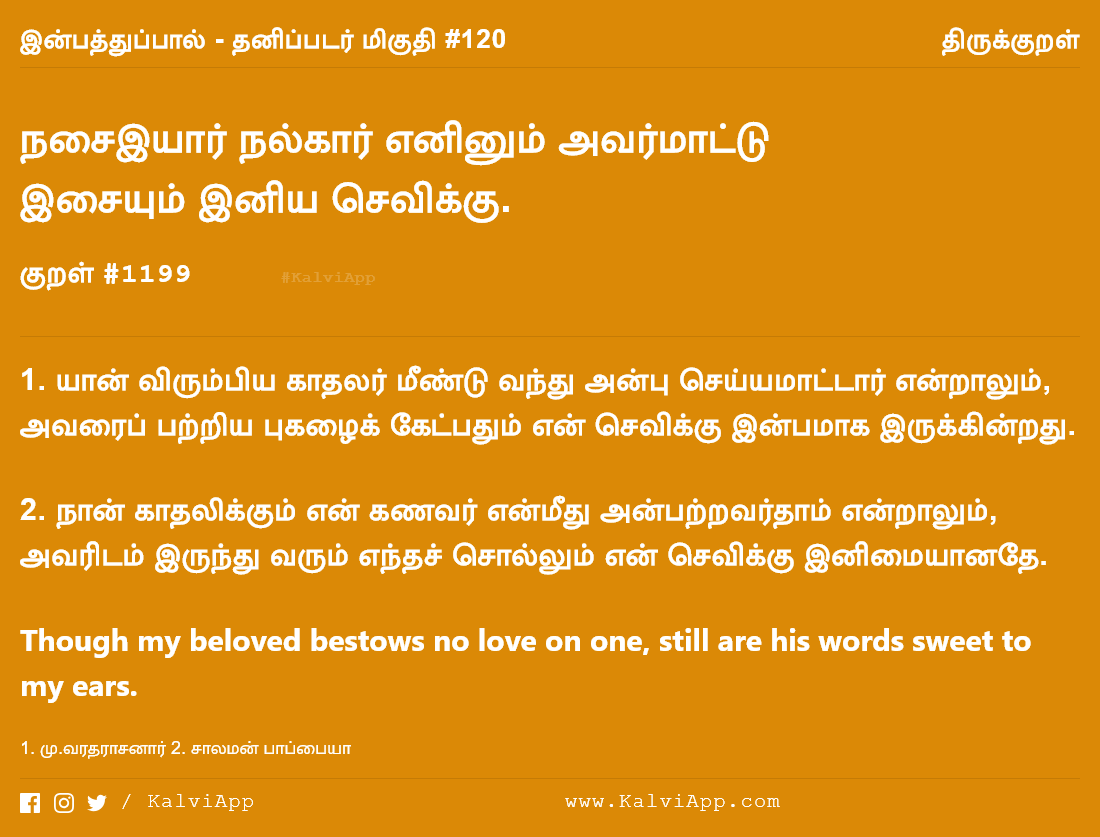 இன்பத்துப்பால் - தனிப்படர் மிகுதி #120 திருக்குறள்
நசைஇயார் நல்கார் எனினும் அவர்மாட்டு
இசையும் இனிய செவிக்கு.
குறள் #1199 #KalviApp
1. யான் விரும்பிய காதலர் மீண்டு வந்து அன்பு செய்யமாட்டார் என்றாலும்,
அவரைப் பற்றிய புகழைக் கேட்பதும் என் செவிக்கு இன்பமாக இருக்கின்றது.
2. நான் காதலிக்கும் என் கணவர் என்மீது அன்பற்றவர்தாம் என்றாலும்,
அவரிடம் இருந்து வரும் எந்தச் சொல்லும் என் செவிக்கு இனிமையானதே.
Though my beloved bestows no love on one, still are his words sweet to
my ears.
1. மு.வரதராசனார் 2. சாலமன் பாப்பையா
/ KalviApp www.KalviApp.com